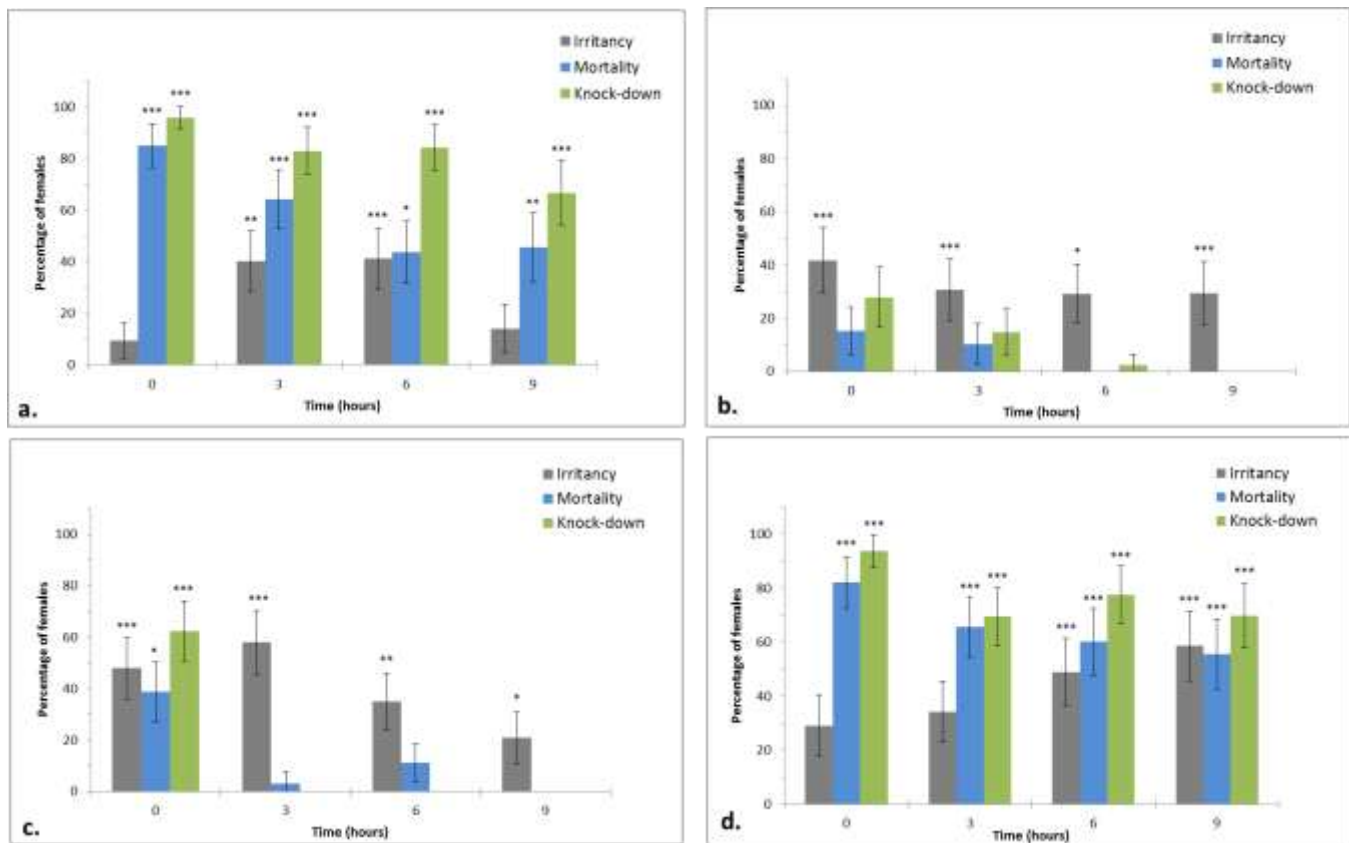 Irritancy
Mortality
Knock-down
Percentage of females
100
80
60
40
20
0
*** ***
** *** ***
*** * ***
** ***
0 3 6 9
Time (hours)
a.
Irritancy
Mortality
Knock-down
Percentage of females
100
80
60
40
20
0
***
***
*
***
0 3 6 9
Time (hours)
b.
Irritancy
Mortality
Knock-down
Percentage of females
100
80
60
40
20
0
*** * ***
***
**
*
0 3 6 9
Time (hours)
c.
Irritancy
Mortality
Knock-down
Percentage of females
100
80
60
40
20
0
*** ***
*** ***
*** *** ***
*** *** ***
0 3 6 9
Time (hours)
d.